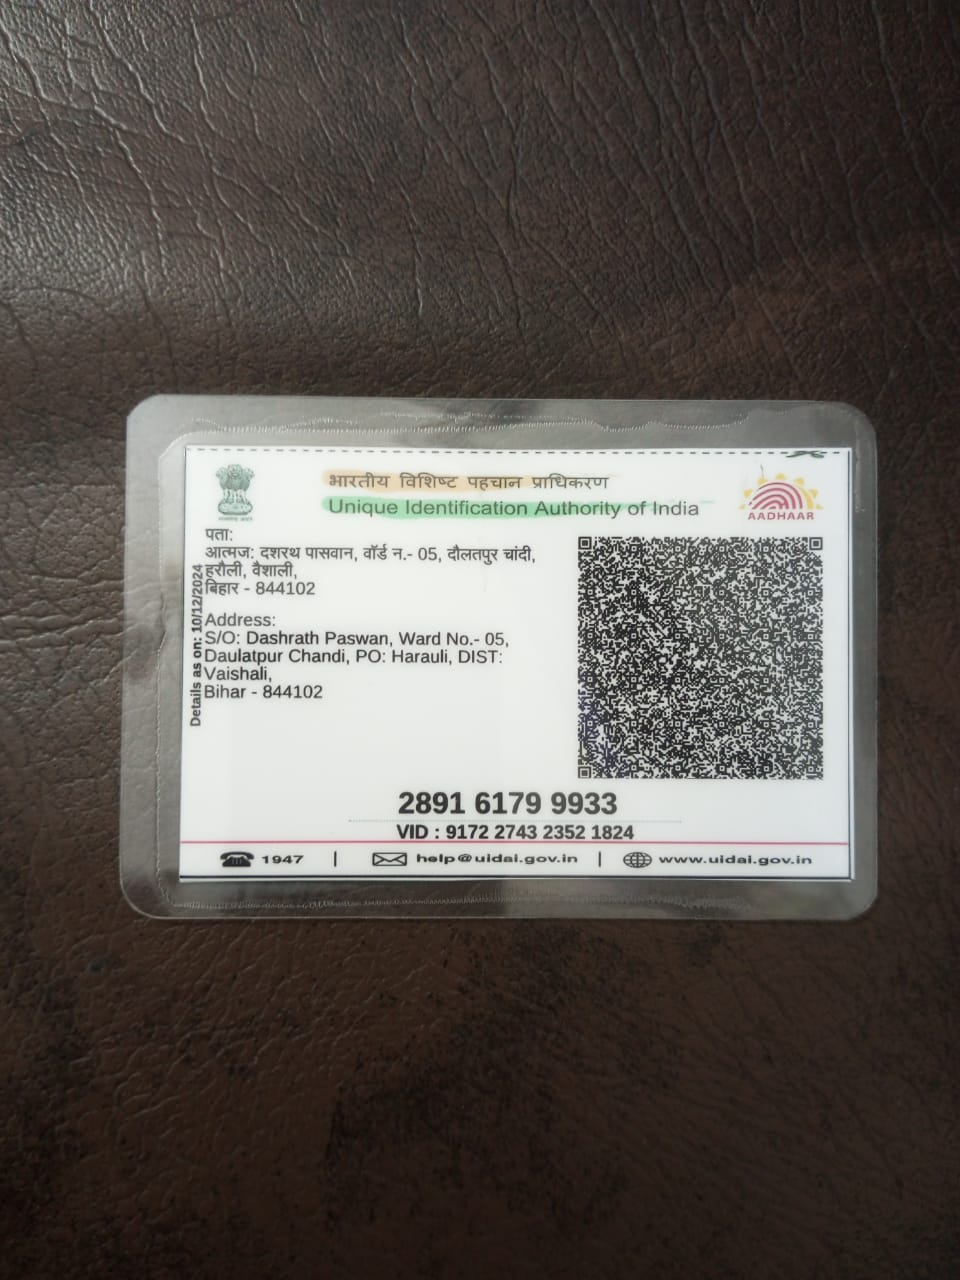 भारतीय विशिष्ट पहचान प्राधिकरण
Unique Identification Authority of India
AADHAAR
पता:
आत्मज: दशरथ पासवान, वॉर्ड न.- 05, दौलतपुर चांदी,
हरौली, वैशाली,
बिहार - 844102
Address:
S/O: Dashrath Paswan, Ward No.- 05,
Daulatpur Chandi, PO: Harauli, DIST:
Vaishali,
Bihar - 844102
Details as on: 10/12/2024
2891 6179 9933
VID : 9172 2743 2352 1824
1947 | help@uidai.gov.in | www.uidai.gov.in